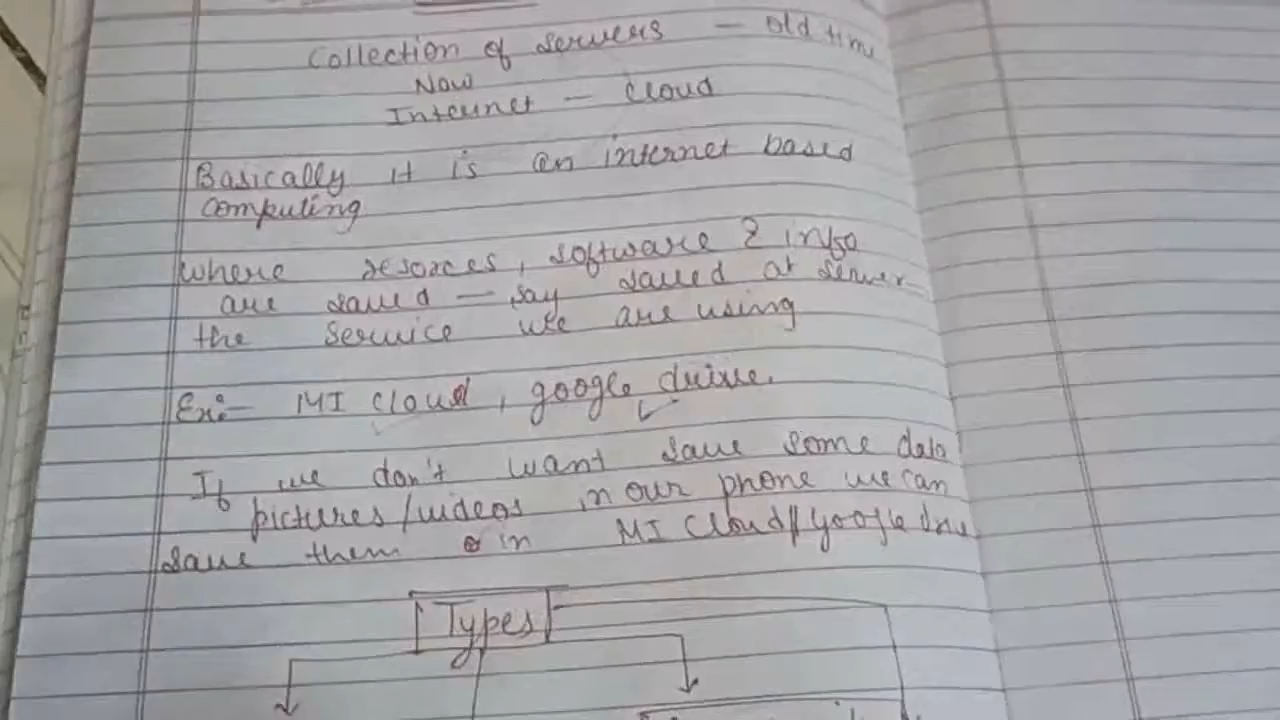 Collection of servers — old time
Now
Internet — Cloud
Basically it is an internet based
computing
where resorces, software & info
are saved — say saved at server
the service we are using
Ex:- MI cloud, google drive.
If we don't want save some data
pictures/videos in our phone we can
save them in MI Cloud//google drive
Types